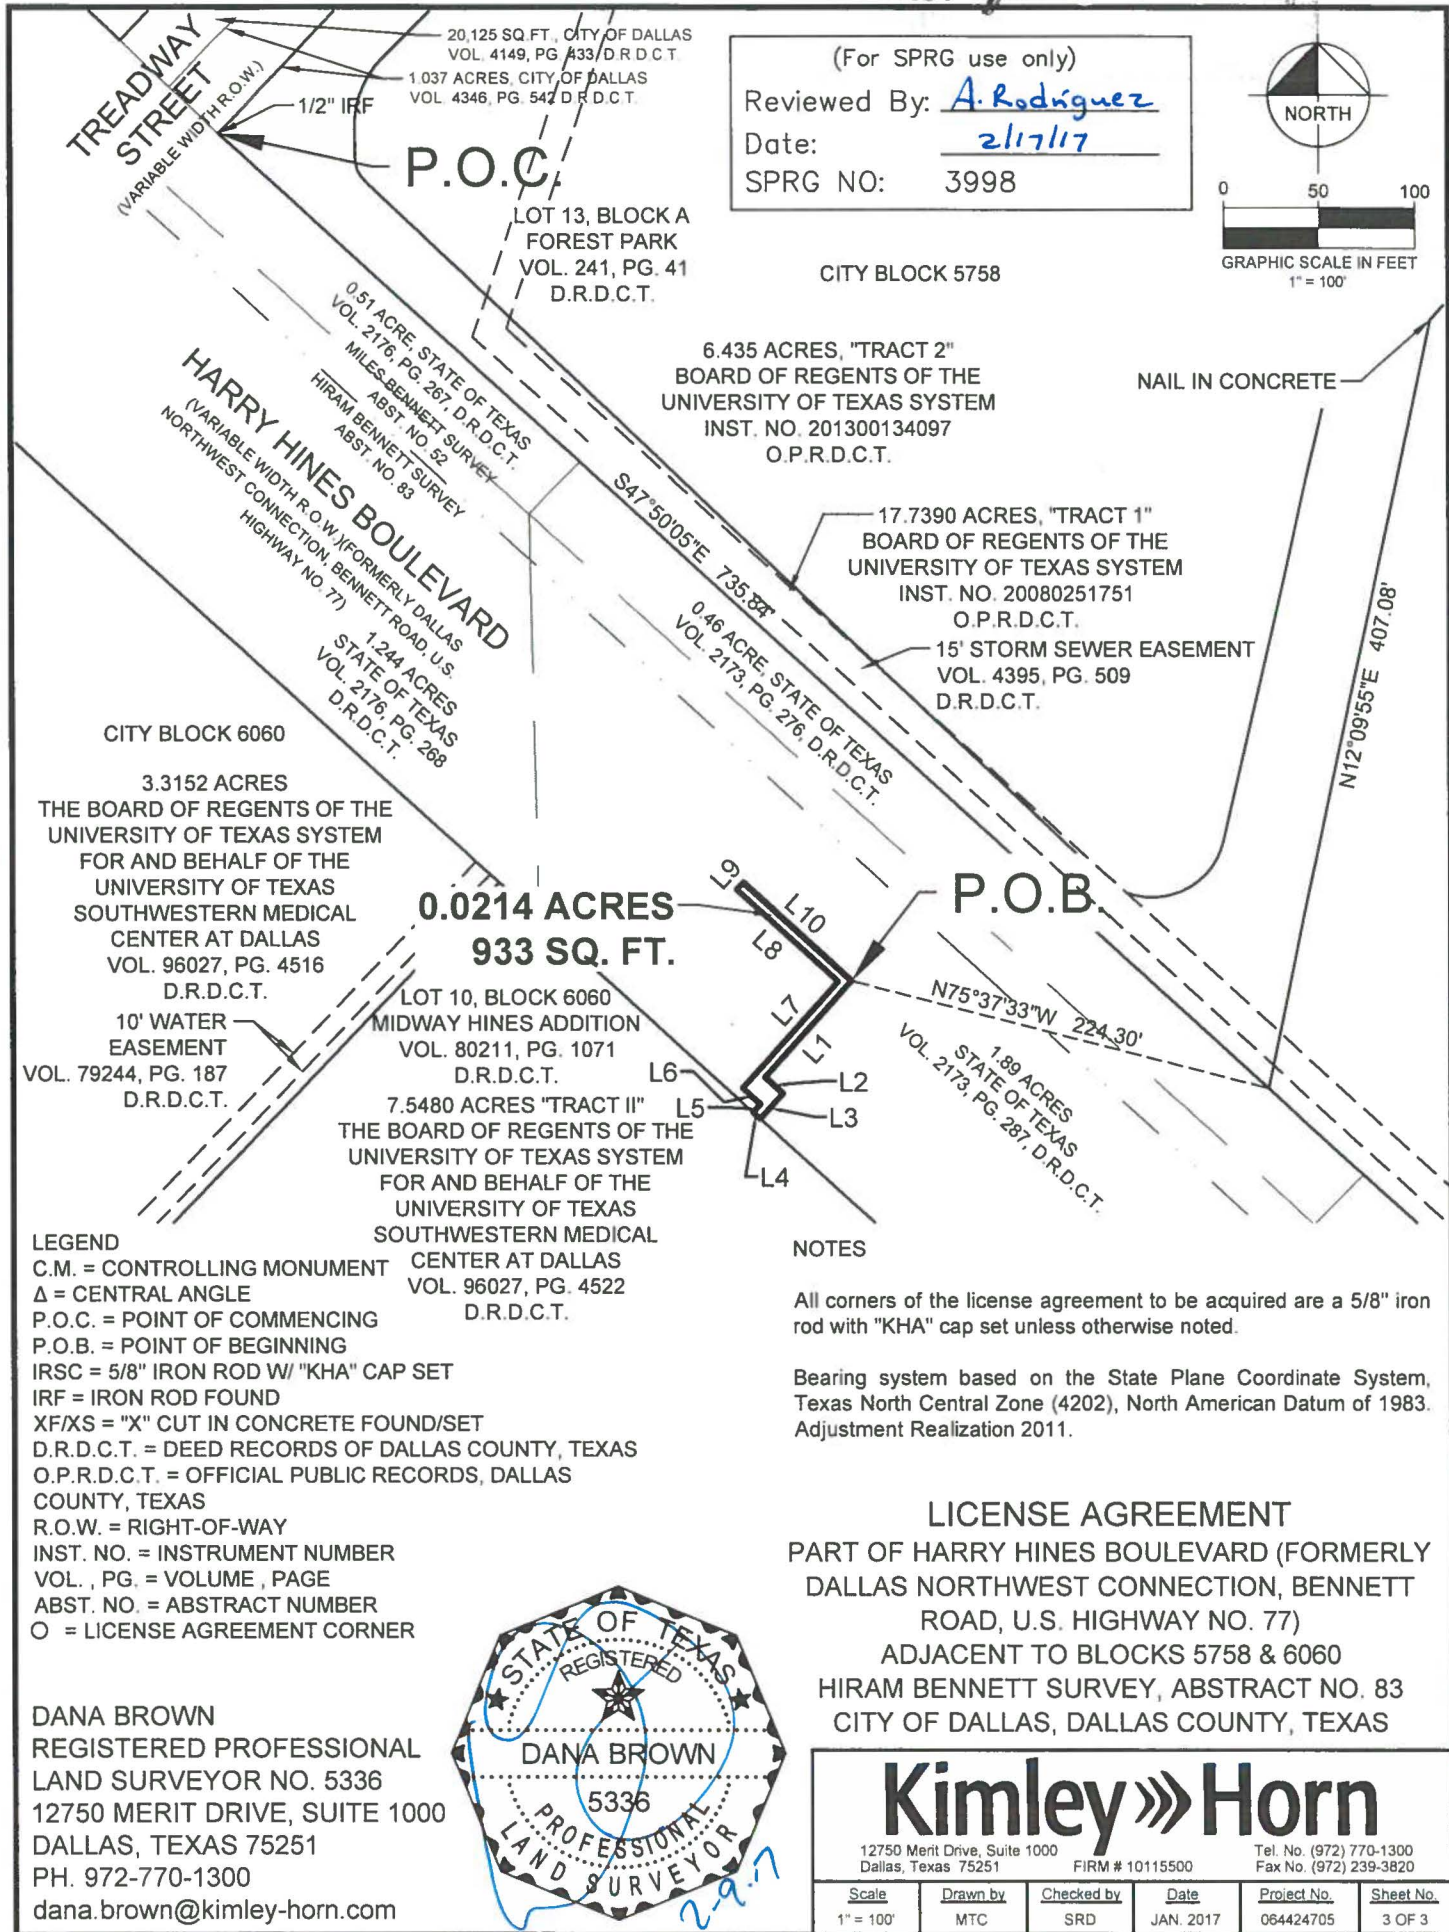 TREADWAY
STREET
(VARIABLE WIDTH R.O.W.)
20,125 SQ.FT., CITY OF DALLAS
VOL. 4149, PG. 433, D.R.D.C.T.
1.037 ACRES, CITY OF DALLAS
VOL. 4346, PG. 542 D.R.D.C.T.
1/2" IRF
P.O.C.
(For SPRG use only)
Reviewed By: A. Rodriguez
Date: 2/17/17
SPRG NO: 3998
NORTH
0 50 100
GRAPHIC SCALE IN FEET
1" = 100'
LOT 13, BLOCK A
FOREST PARK
VOL. 241, PG. 41
D.R.D.C.T.
CITY BLOCK 5758
0.51 ACRE, STATE OF TEXAS
VOL. 2176, PG. 267, D.R.D.C.T.
MILES BENNETT SURVEY
ABST. NO. 52
HIRAM BENNETT SURVEY
ABST. NO. 83
HARRY HINES BOULEVARD
(VARIABLE WIDTH R.O.W.)(FORMERLY DALLAS
NORTHWEST CONNECTION, BENNETT ROAD, U.S.
HIGHWAY NO. 77)
1.244 ACRES
STATE OF TEXAS
VOL. 2176, PG. 268
D.R.D.C.T.
6.435 ACRES, "TRACT 2"
BOARD OF REGENTS OF THE
UNIVERSITY OF TEXAS SYSTEM
INST. NO. 201300134097
O.P.R.D.C.T.
NAIL IN CONCRETE
S47°50'05"E 735.84'
17.7390 ACRES, "TRACT 1"
BOARD OF REGENTS OF THE
UNIVERSITY OF TEXAS SYSTEM
INST. NO. 20080251751
O.P.R.D.C.T.
15' STORM SEWER EASEMENT
VOL. 4395, PG. 509
D.R.D.C.T.
0.46 ACRE, STATE OF TEXAS
VOL. 2173, PG. 276, D.R.D.C.T.
N12°09'55"E 407.08'
CITY BLOCK 6060
3.3152 ACRES
THE BOARD OF REGENTS OF THE
UNIVERSITY OF TEXAS SYSTEM
FOR AND BEHALF OF THE
UNIVERSITY OF TEXAS
SOUTHWESTERN MEDICAL
CENTER AT DALLAS
VOL. 96027, PG. 4516
D.R.D.C.T.
10' WATER
EASEMENT
VOL. 79244, PG. 187
D.R.D.C.T.
0.0214 ACRES
933 SQ. FT.
L9
L10
L8
P.O.B.
L7
L1
L2
L3
L4
L5
L6
N75°37'33"W 224.30'
1.89 ACRES
STATE OF TEXAS
VOL. 2173, PG. 287, D.R.D.C.T.
LOT 10, BLOCK 6060
MIDWAY HINES ADDITION
VOL. 80211, PG. 1071
D.R.D.C.T.
7.5480 ACRES "TRACT II"
THE BOARD OF REGENTS OF THE
UNIVERSITY OF TEXAS SYSTEM
FOR AND BEHALF OF THE
UNIVERSITY OF TEXAS
SOUTHWESTERN MEDICAL
CENTER AT DALLAS
VOL. 96027, PG. 4522
D.R.D.C.T.
LEGEND
C.M. = CONTROLLING MONUMENT
Δ = CENTRAL ANGLE
P.O.C. = POINT OF COMMENCING
P.O.B. = POINT OF BEGINNING
IRSC = 5/8" IRON ROD W/ "KHA" CAP SET
IRF = IRON ROD FOUND
XF/XS = "X" CUT IN CONCRETE FOUND/SET
D.R.D.C.T. = DEED RECORDS OF DALLAS COUNTY, TEXAS
O.P.R.D.C.T. = OFFICIAL PUBLIC RECORDS, DALLAS
COUNTY, TEXAS
R.O.W. = RIGHT-OF-WAY
INST. NO. = INSTRUMENT NUMBER
VOL. , PG. = VOLUME , PAGE
ABST. NO. = ABSTRACT NUMBER
O = LICENSE AGREEMENT CORNER
NOTES
All corners of the license agreement to be acquired are a 5/8" iron
rod with "KHA" cap set unless otherwise noted.
Bearing system based on the State Plane Coordinate System,
Texas North Central Zone (4202), North American Datum of 1983.
Adjustment Realization 2011.
LICENSE AGREEMENT
PART OF HARRY HINES BOULEVARD (FORMERLY
DALLAS NORTHWEST CONNECTION, BENNETT
ROAD, U.S. HIGHWAY NO. 77)
ADJACENT TO BLOCKS 5758 & 6060
HIRAM BENNETT SURVEY, ABSTRACT NO. 83
CITY OF DALLAS, DALLAS COUNTY, TEXAS
DANA BROWN
REGISTERED PROFESSIONAL
LAND SURVEYOR NO. 5336
12750 MERIT DRIVE, SUITE 1000
DALLAS, TEXAS 75251
PH. 972-770-1300
dana.brown@kimley-horn.com
STATE OF TEXAS
REGISTERED
DANA BROWN
5336
PROFESSIONAL
LAND SURVEYOR
2-9-17
Kimley»Horn
12750 Merit Drive, Suite 1000
Dallas, Texas 75251
FIRM # 10115500
Tel. No. (972) 770-1300
Fax No. (972) 239-3820
Scale Drawn by Checked by Date Project No. Sheet No.
1" = 100' MTC SRD JAN. 2017 064424705 3 OF 3